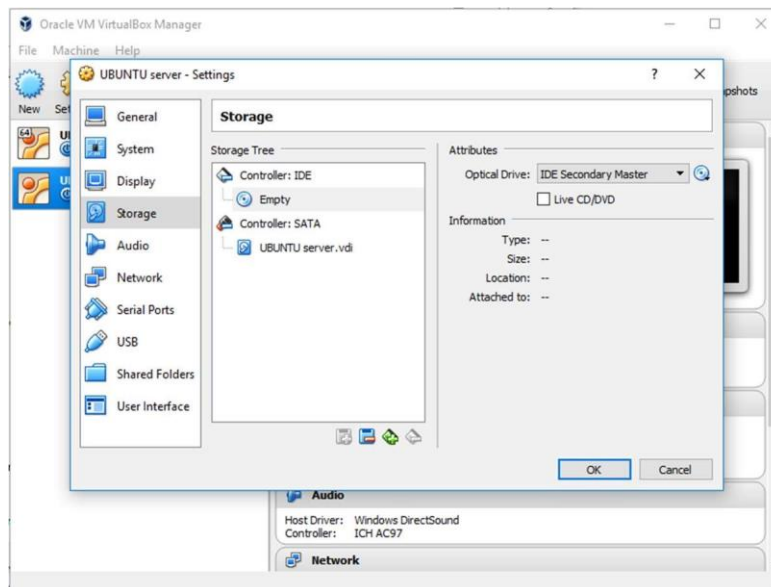 Oracle VM VirtualBox Manager
File Machine Help
UBUNTU server - Settings
? 
New
pshots
64
General
System
Display
Storage
Audio
Network
Serial Ports
USB
Shared Folders
User Interface
Storage
Storage Tree
Controller: IDE
Empty
Controller: SATA
UBUNTU server.vdi
Attributes
Optical Drive: IDE Secondary Master
Live CD/DVD
Information
Type: --
Size: --
Location: --
Attached to: --
OK Cancel
Audio
Host Driver: Windows DirectSound
Controller: ICH AC97
Network